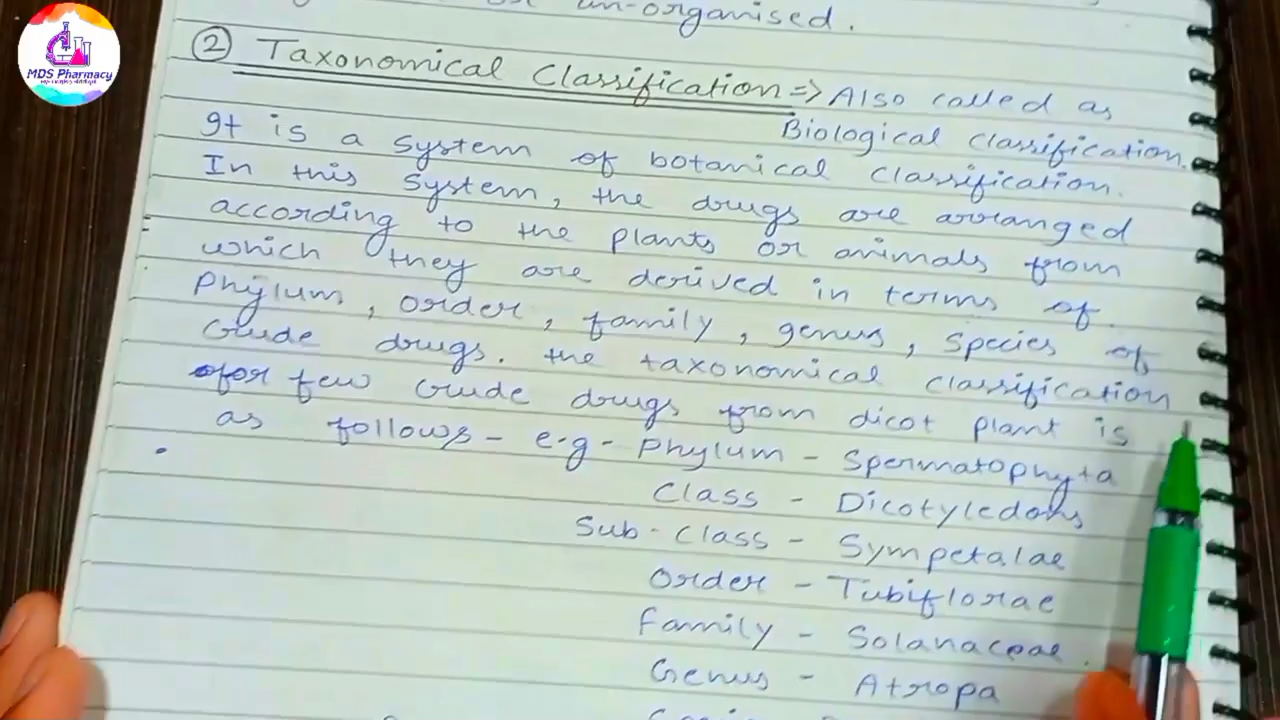 un-organised.
MDS Pharmacy
② Taxonomical Classification => Also called as
Biological classification.
It is a system of botanical classification.
In this system, the drugs are arranged
according to the plants or animals from
which they are derived in terms of
Phylum, order, family, genus, species of
crude drugs. the taxonomical classification
for few crude drugs from dicot plant is
as follows - e-g - Phylum - Spermatophyta
Class - Dicotyledons
Sub-class - Sympetalae
Order - Tubiflorae
Family - Solanaceae.
Genus - Atropa